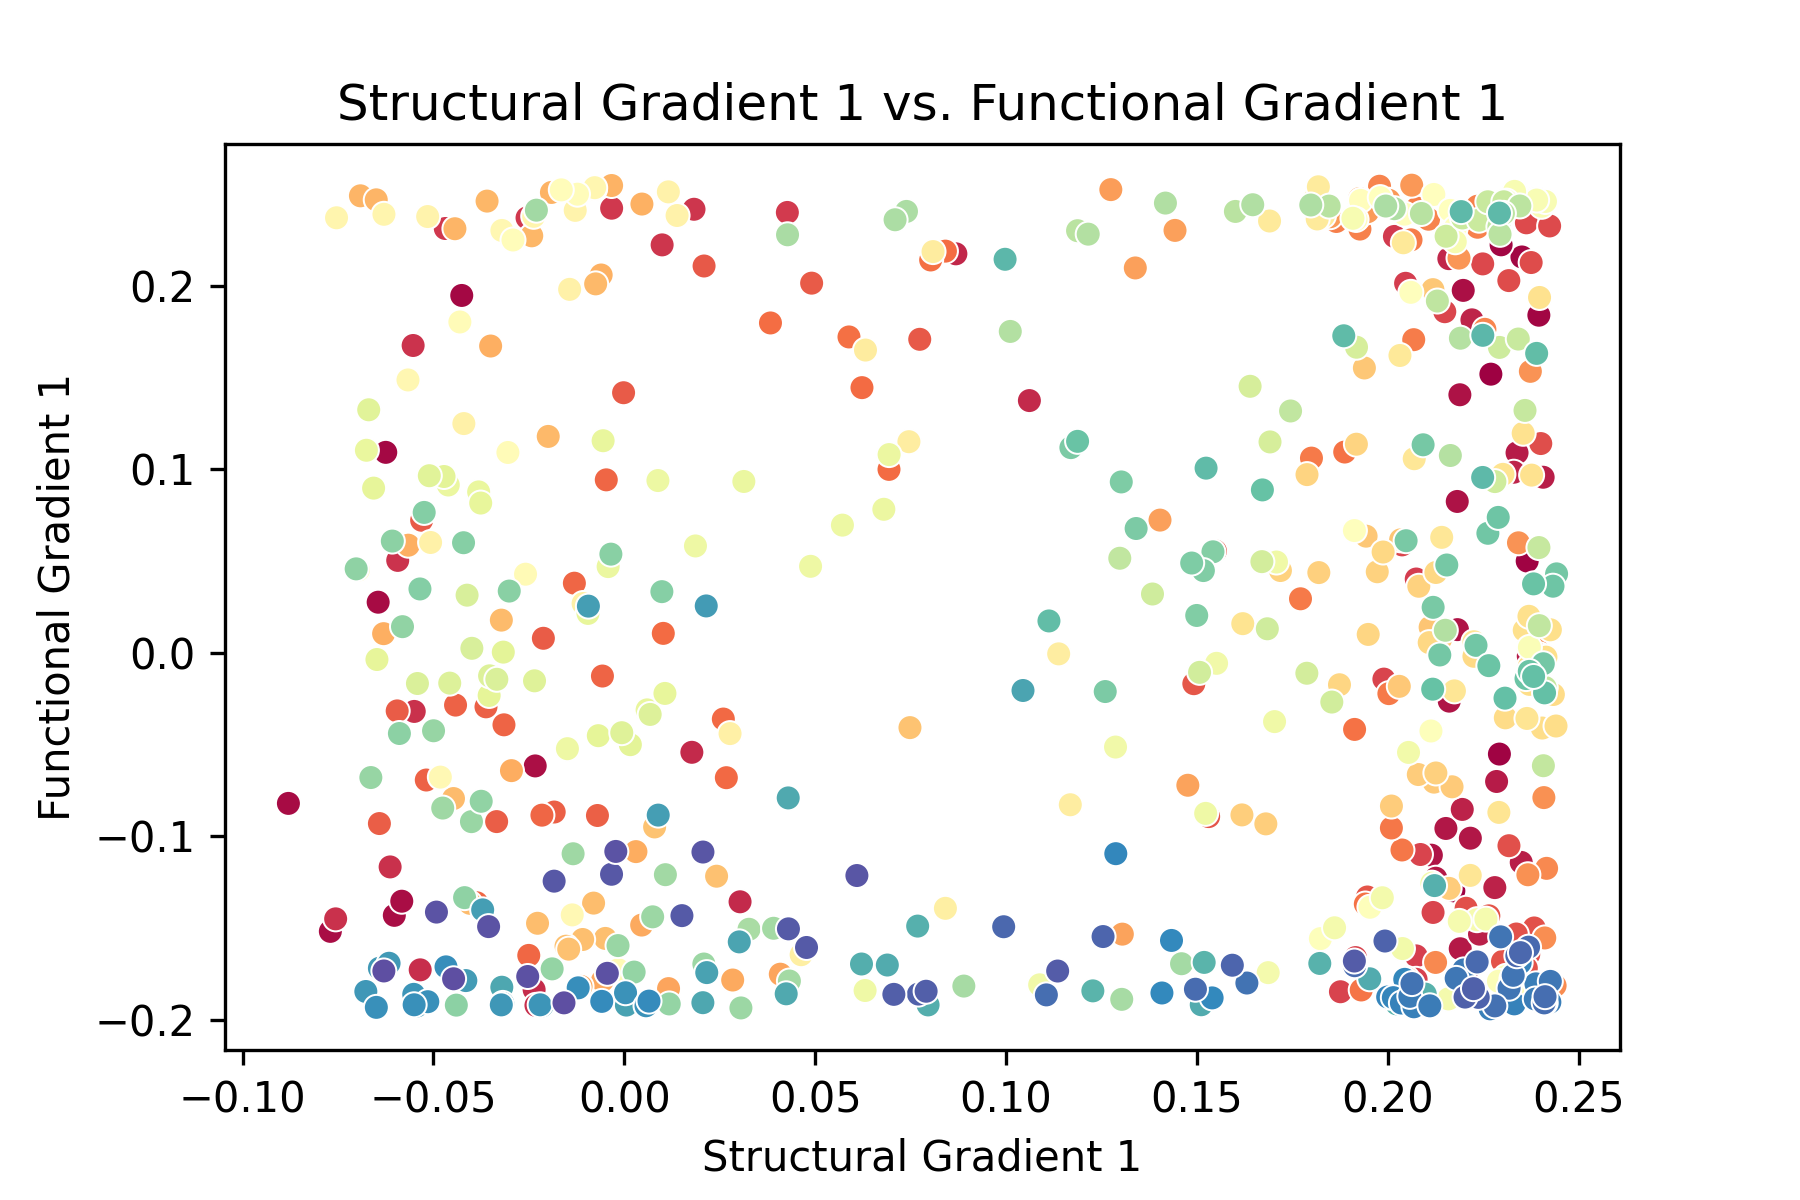 Structural Gradient 1 vs. Functional Gradient 1
Functional Gradient 1
0.2
0.1
0.0
−0.1
−0.2
−0.10 −0.05 0.00 0.05 0.10 0.15 0.20 0.25
Structural Gradient 1